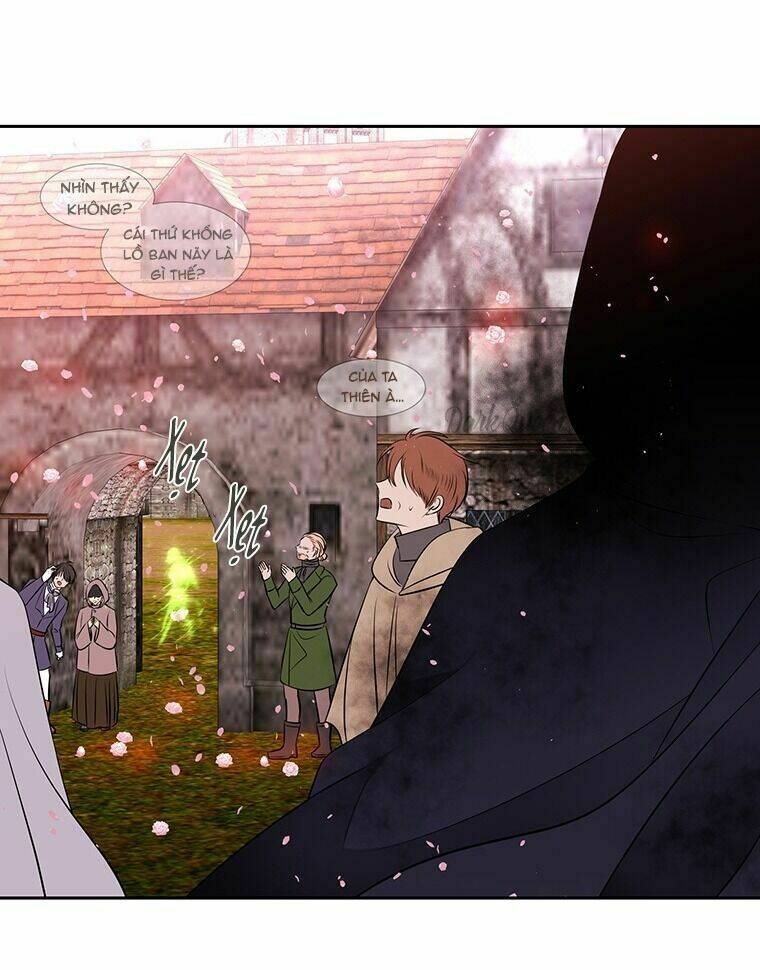 NHÌN THẤY
KHÔNG?
CÁI THỨ KHỔNG
LỒ BAN NÃY LÀ
GÌ THẾ?
CỦA TA
THIÊN À...
Xẹt
Xẹt